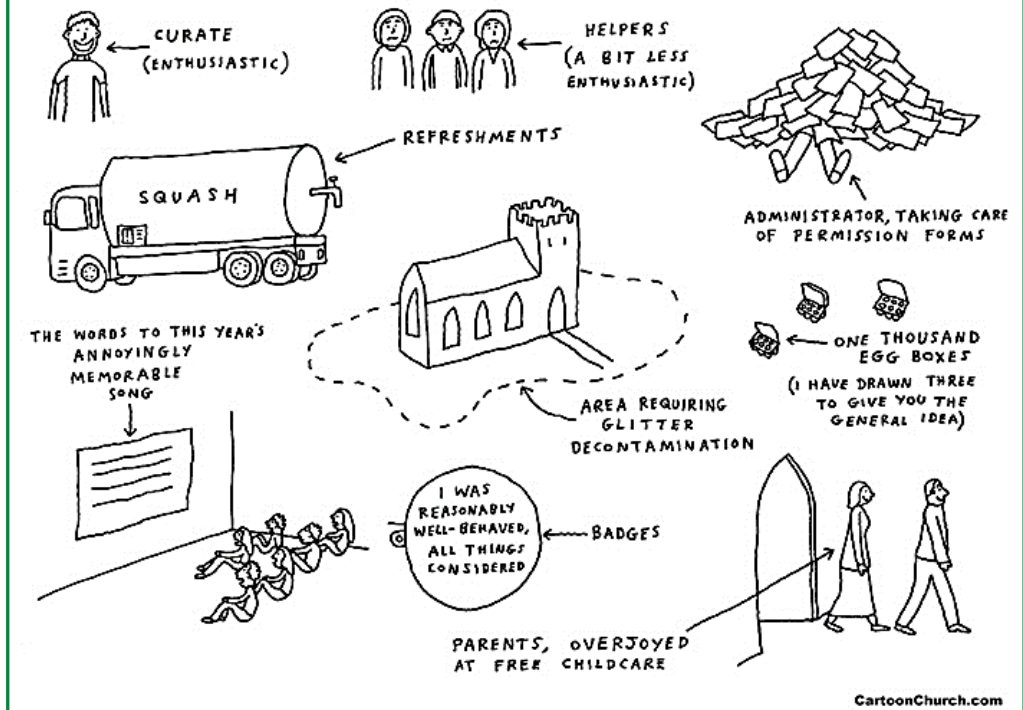 CURATE
(ENTHUSIASTIC)
HELPERS
(A BIT LESS
ENTHUSIASTIC)
REFRESHMENTS
SQUASH
ADMINISTRATOR, TAKING CARE
OF PERMISSION FORMS
THE WORDS TO THIS YEAR'S
ANNOYINGLY
MEMORABLE
SONG
ONE THOUSAND
EGG BOXES
(I HAVE DRAWN THREE
TO GIVE YOU THE
GENERAL IDEA)
AREA REQUIRING
GLITTER
DECONTAMINATION
I WAS
REASONABLY
WELL-BEHAVED,
ALL THINGS
CONSIDERED
BADGES
PARENTS, OVERJOYED
AT FREE CHILDCARE
CartoonChurch.com